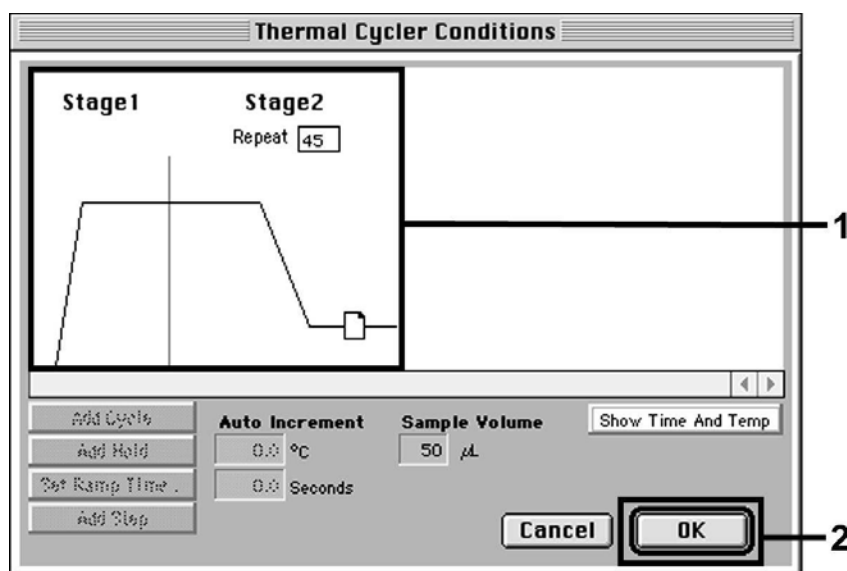 Thermal Cycler Conditions
Stage1 Stage2
Repeat 45
1
Add Cycle
Add Hold
Set Ramp Time .
Add Step
Auto Increment
0.0 °C
0.0 Seconds
Sample Volume
50 µL
Show Time And Temp
Cancel
OK
2